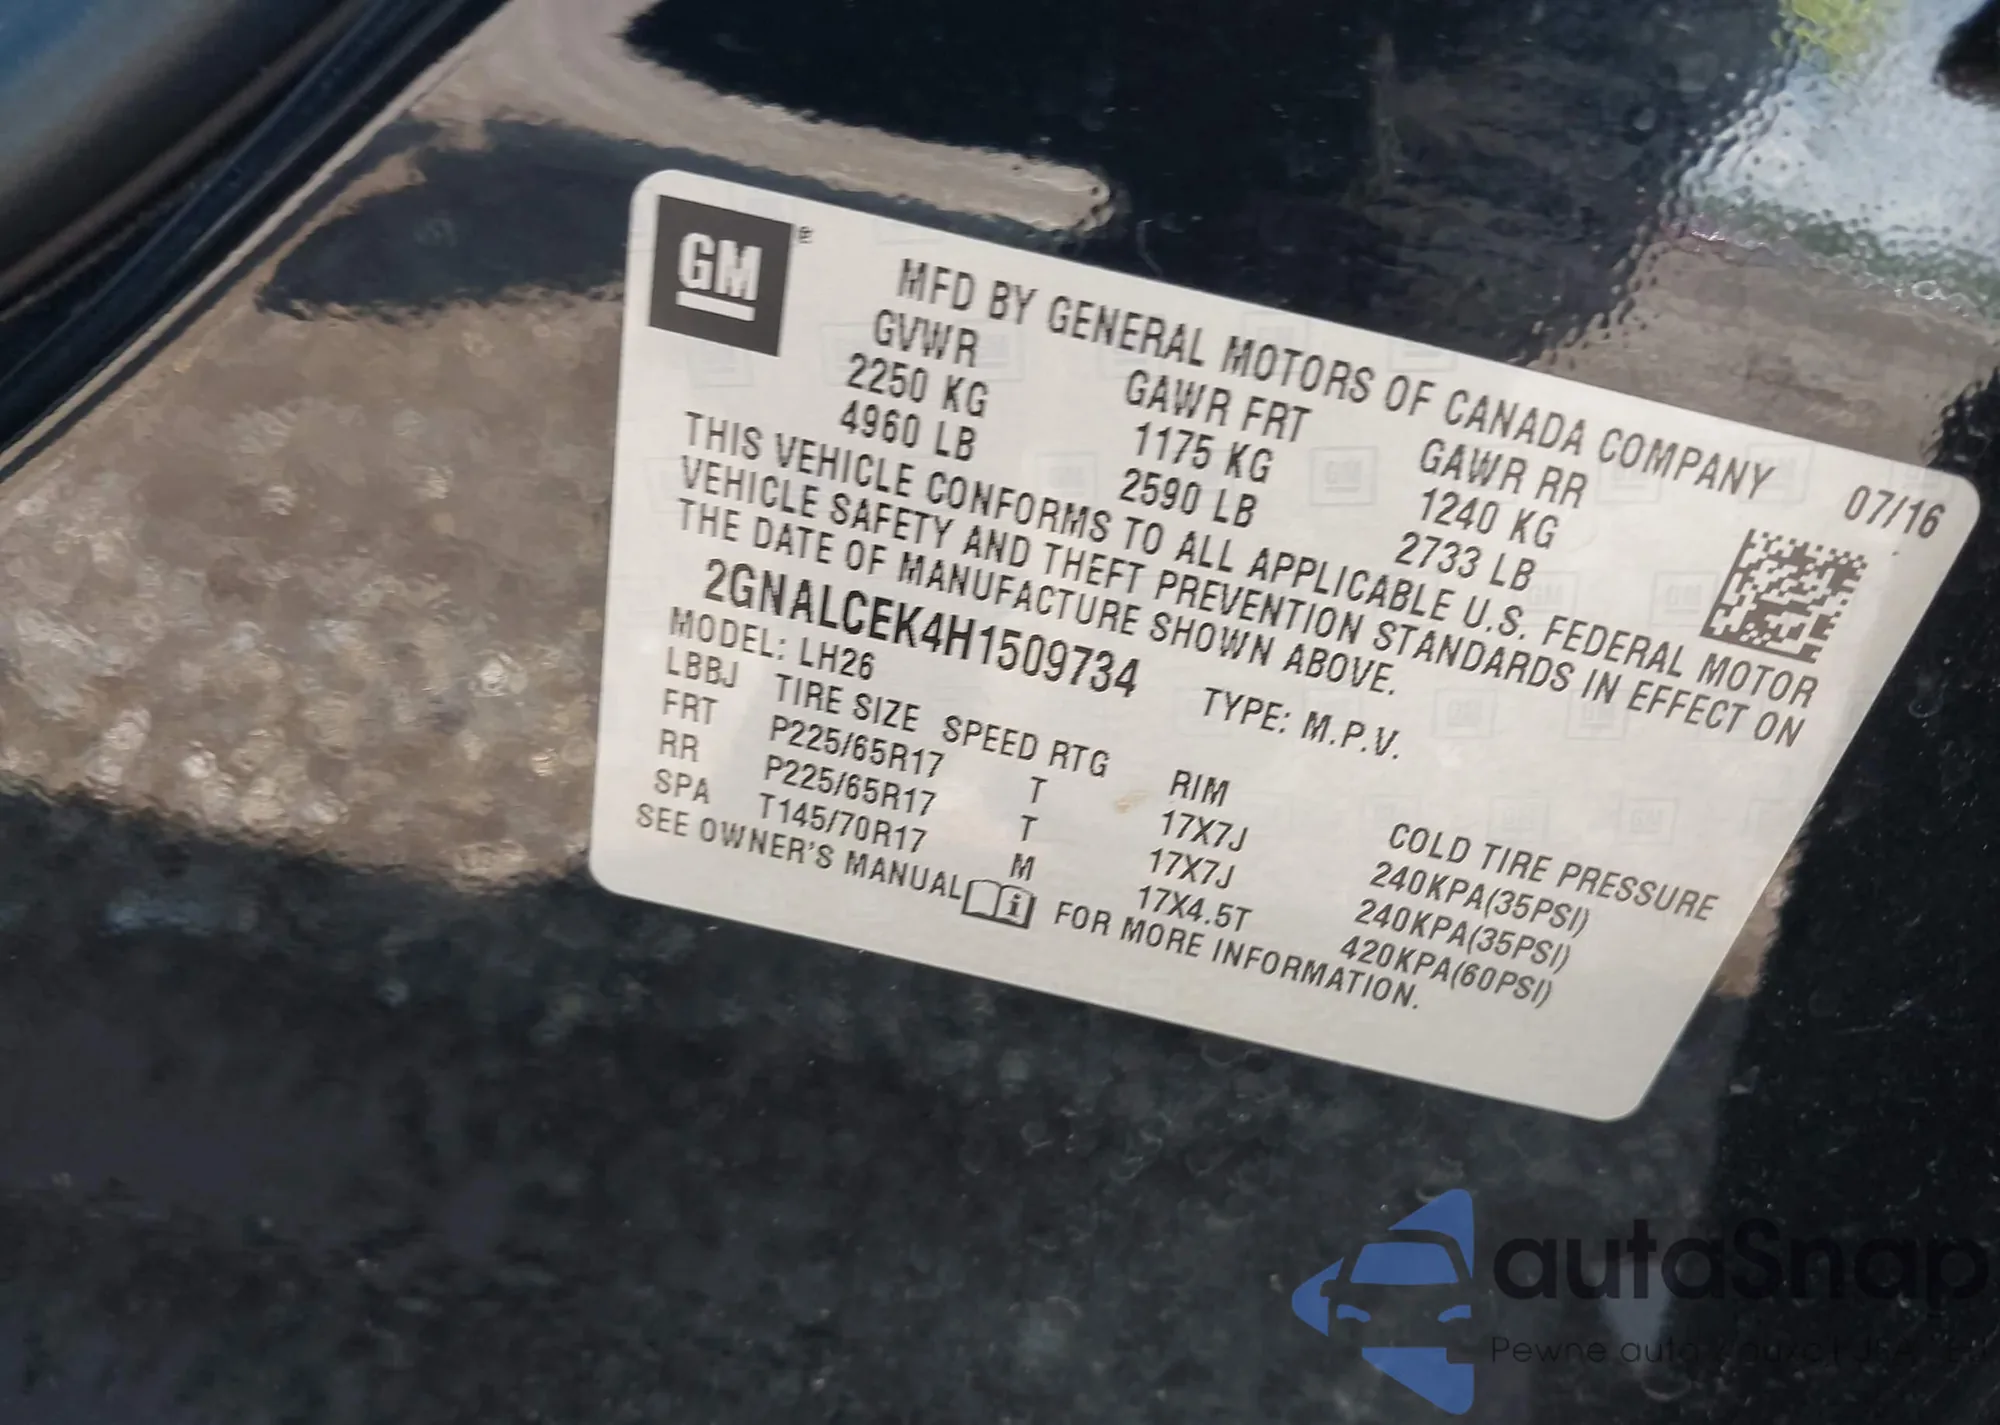 GM ®
MFD BY GENERAL MOTORS OF CANADA COMPANY
07/16
GVWR GAWR FRT GAWR RR
2250 KG 1175 KG 1240 KG
4960 LB 2590 LB 2733 LB
THIS VEHICLE CONFORMS TO ALL APPLICABLE U.S. FEDERAL MOTOR
VEHICLE SAFETY AND THEFT PREVENTION STANDARDS IN EFFECT ON
THE DATE OF MANUFACTURE SHOWN ABOVE.
2GNALCEK4H1509734 TYPE: M.P.V.
MODEL: LH26
LBBJ TIRE SIZE SPEED RTG RIM COLD TIRE PRESSURE
FRT P225/65R17 T 17X7J 240KPA(35PSI)
RR P225/65R17 T 17X7J 240KPA(35PSI)
SPA T145/70R17 M 17X4.5T 420KPA(60PSI)
SEE OWNER'S MANUAL i FOR MORE INFORMATION.
autaSnap
Pewne auta